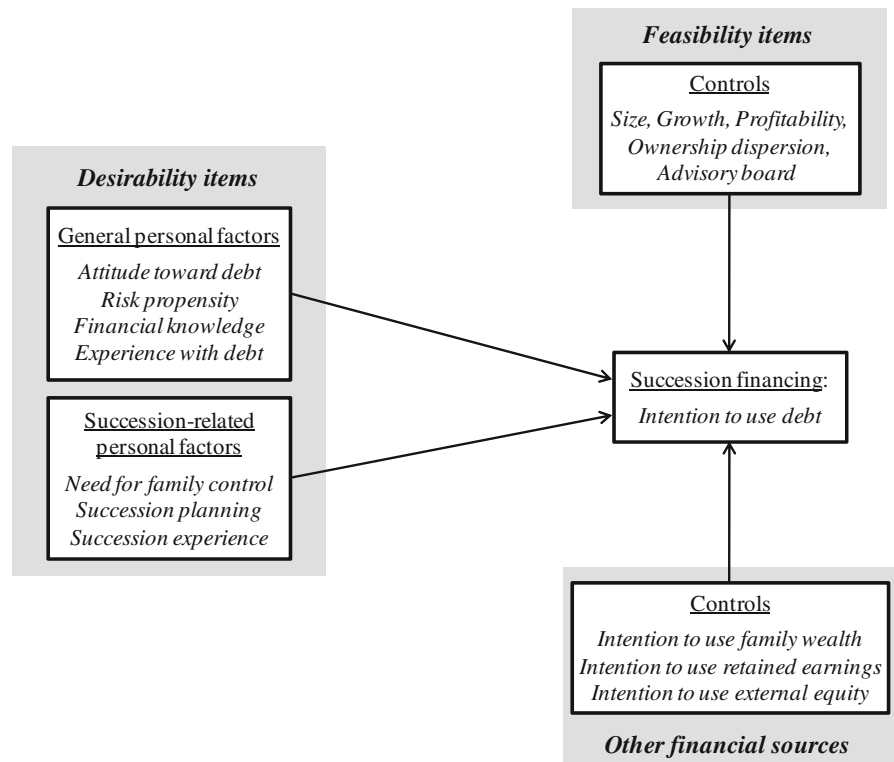 Feasibility items
Controls
Size, Growth, Profitability,
Ownership dispersion,
Advisory board
Desirability items
General personal factors
Attitude toward debt
Risk propensity
Financial knowledge
Experience with debt
Succession-related
personal factors
Need for family control
Succession planning
Succession experience
Succession financing:
Intention to use debt
Controls
Intention to use family wealth
Intention to use retained earnings
Intention to use external equity
Other financial sources